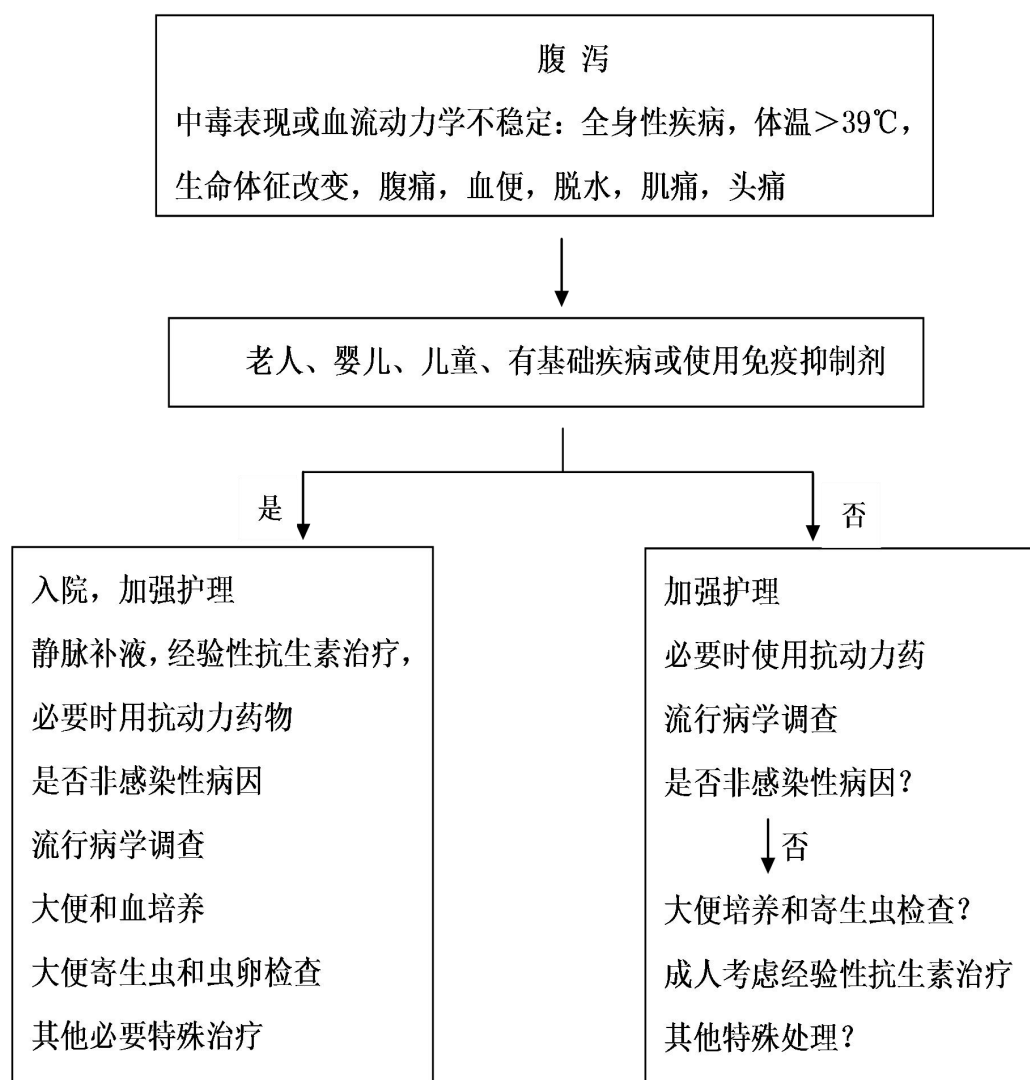 腹 泻
中毒表现或血流动力学不稳定：全身性疾病，体温＞39℃，
生命体征改变，腹痛，血便，脱水，肌痛，头痛
老人、婴儿、儿童、有基础疾病或使用免疫抑制剂
是
否
入院，加强护理
静脉补液，经验性抗生素治疗，
必要时用抗动力药物
是否非感染性病因
流行病学调查
大便和血培养
大便寄生虫和虫卵检查
其他必要特殊治疗
加强护理
必要时使用抗动力药
流行病学调查
是否非感染性病因？
否
大便培养和寄生虫检查？
成人考虑经验性抗生素治疗
其他特殊处理？